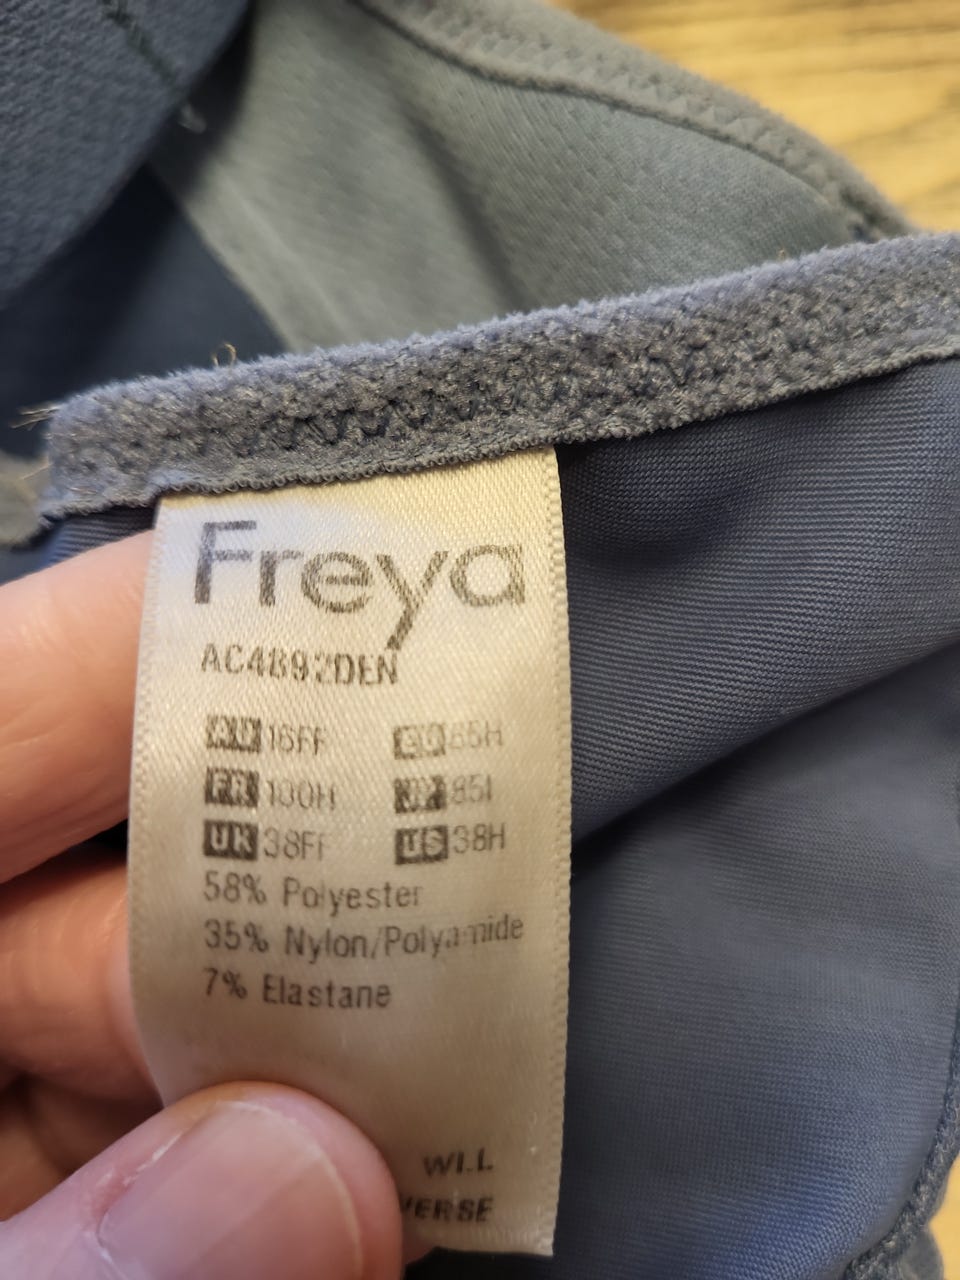 Freya
AC4892DEN
AU 16FF EU 85H
FR 100H JP 85I
UK 38FF US 38H
58% Polyester
35% Nylon/Polyamide
7% Elastane
WILL
VERSE